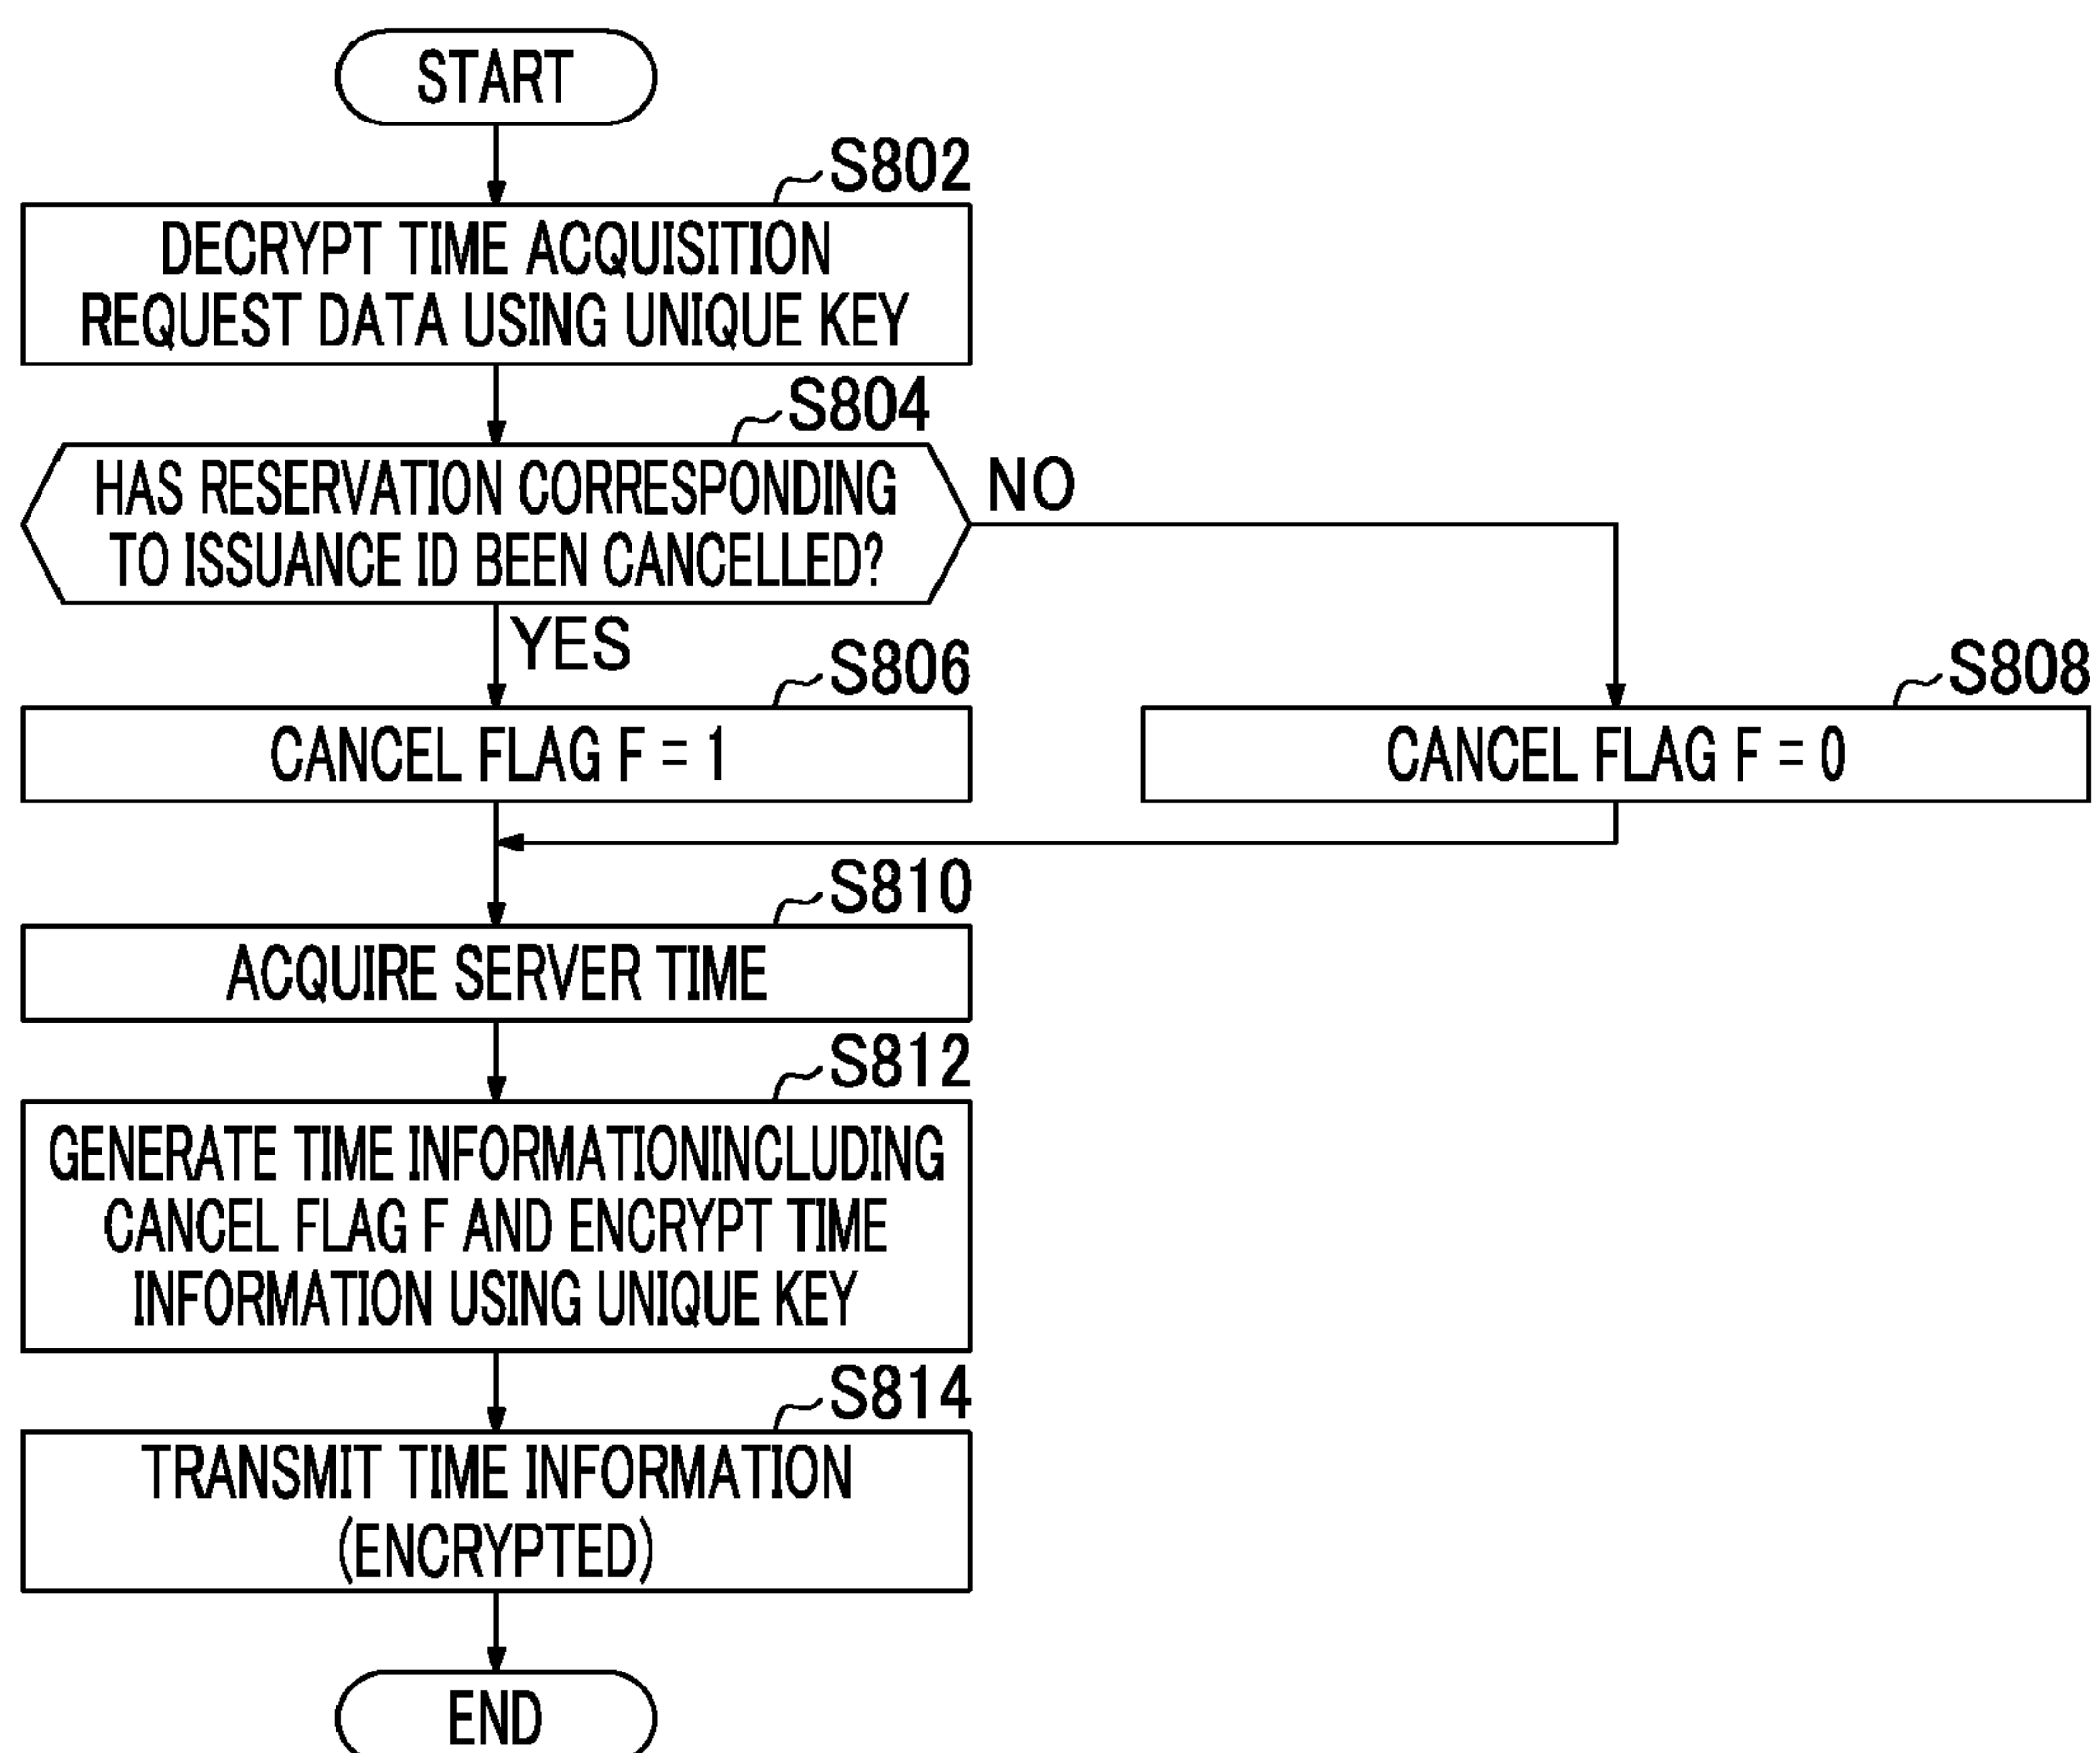 START
S802
DECRYPT TIME ACQUISITION
REQUEST DATA USING UNIQUE KEY
S804
HAS RESERVATION CORRESPONDING
TO ISSUANCE ID BEEN CANCELLED?
NO
YES
S806
CANCEL FLAG F = 1
S808
CANCEL FLAG F = 0
S810
ACQUIRE SERVER TIME
S812
GENERATE TIME INFORMATIONINCLUDING
CANCEL FLAG F AND ENCRYPT TIME
INFORMATION USING UNIQUE KEY
S814
TRANSMIT TIME INFORMATION
(ENCRYPTED)
END